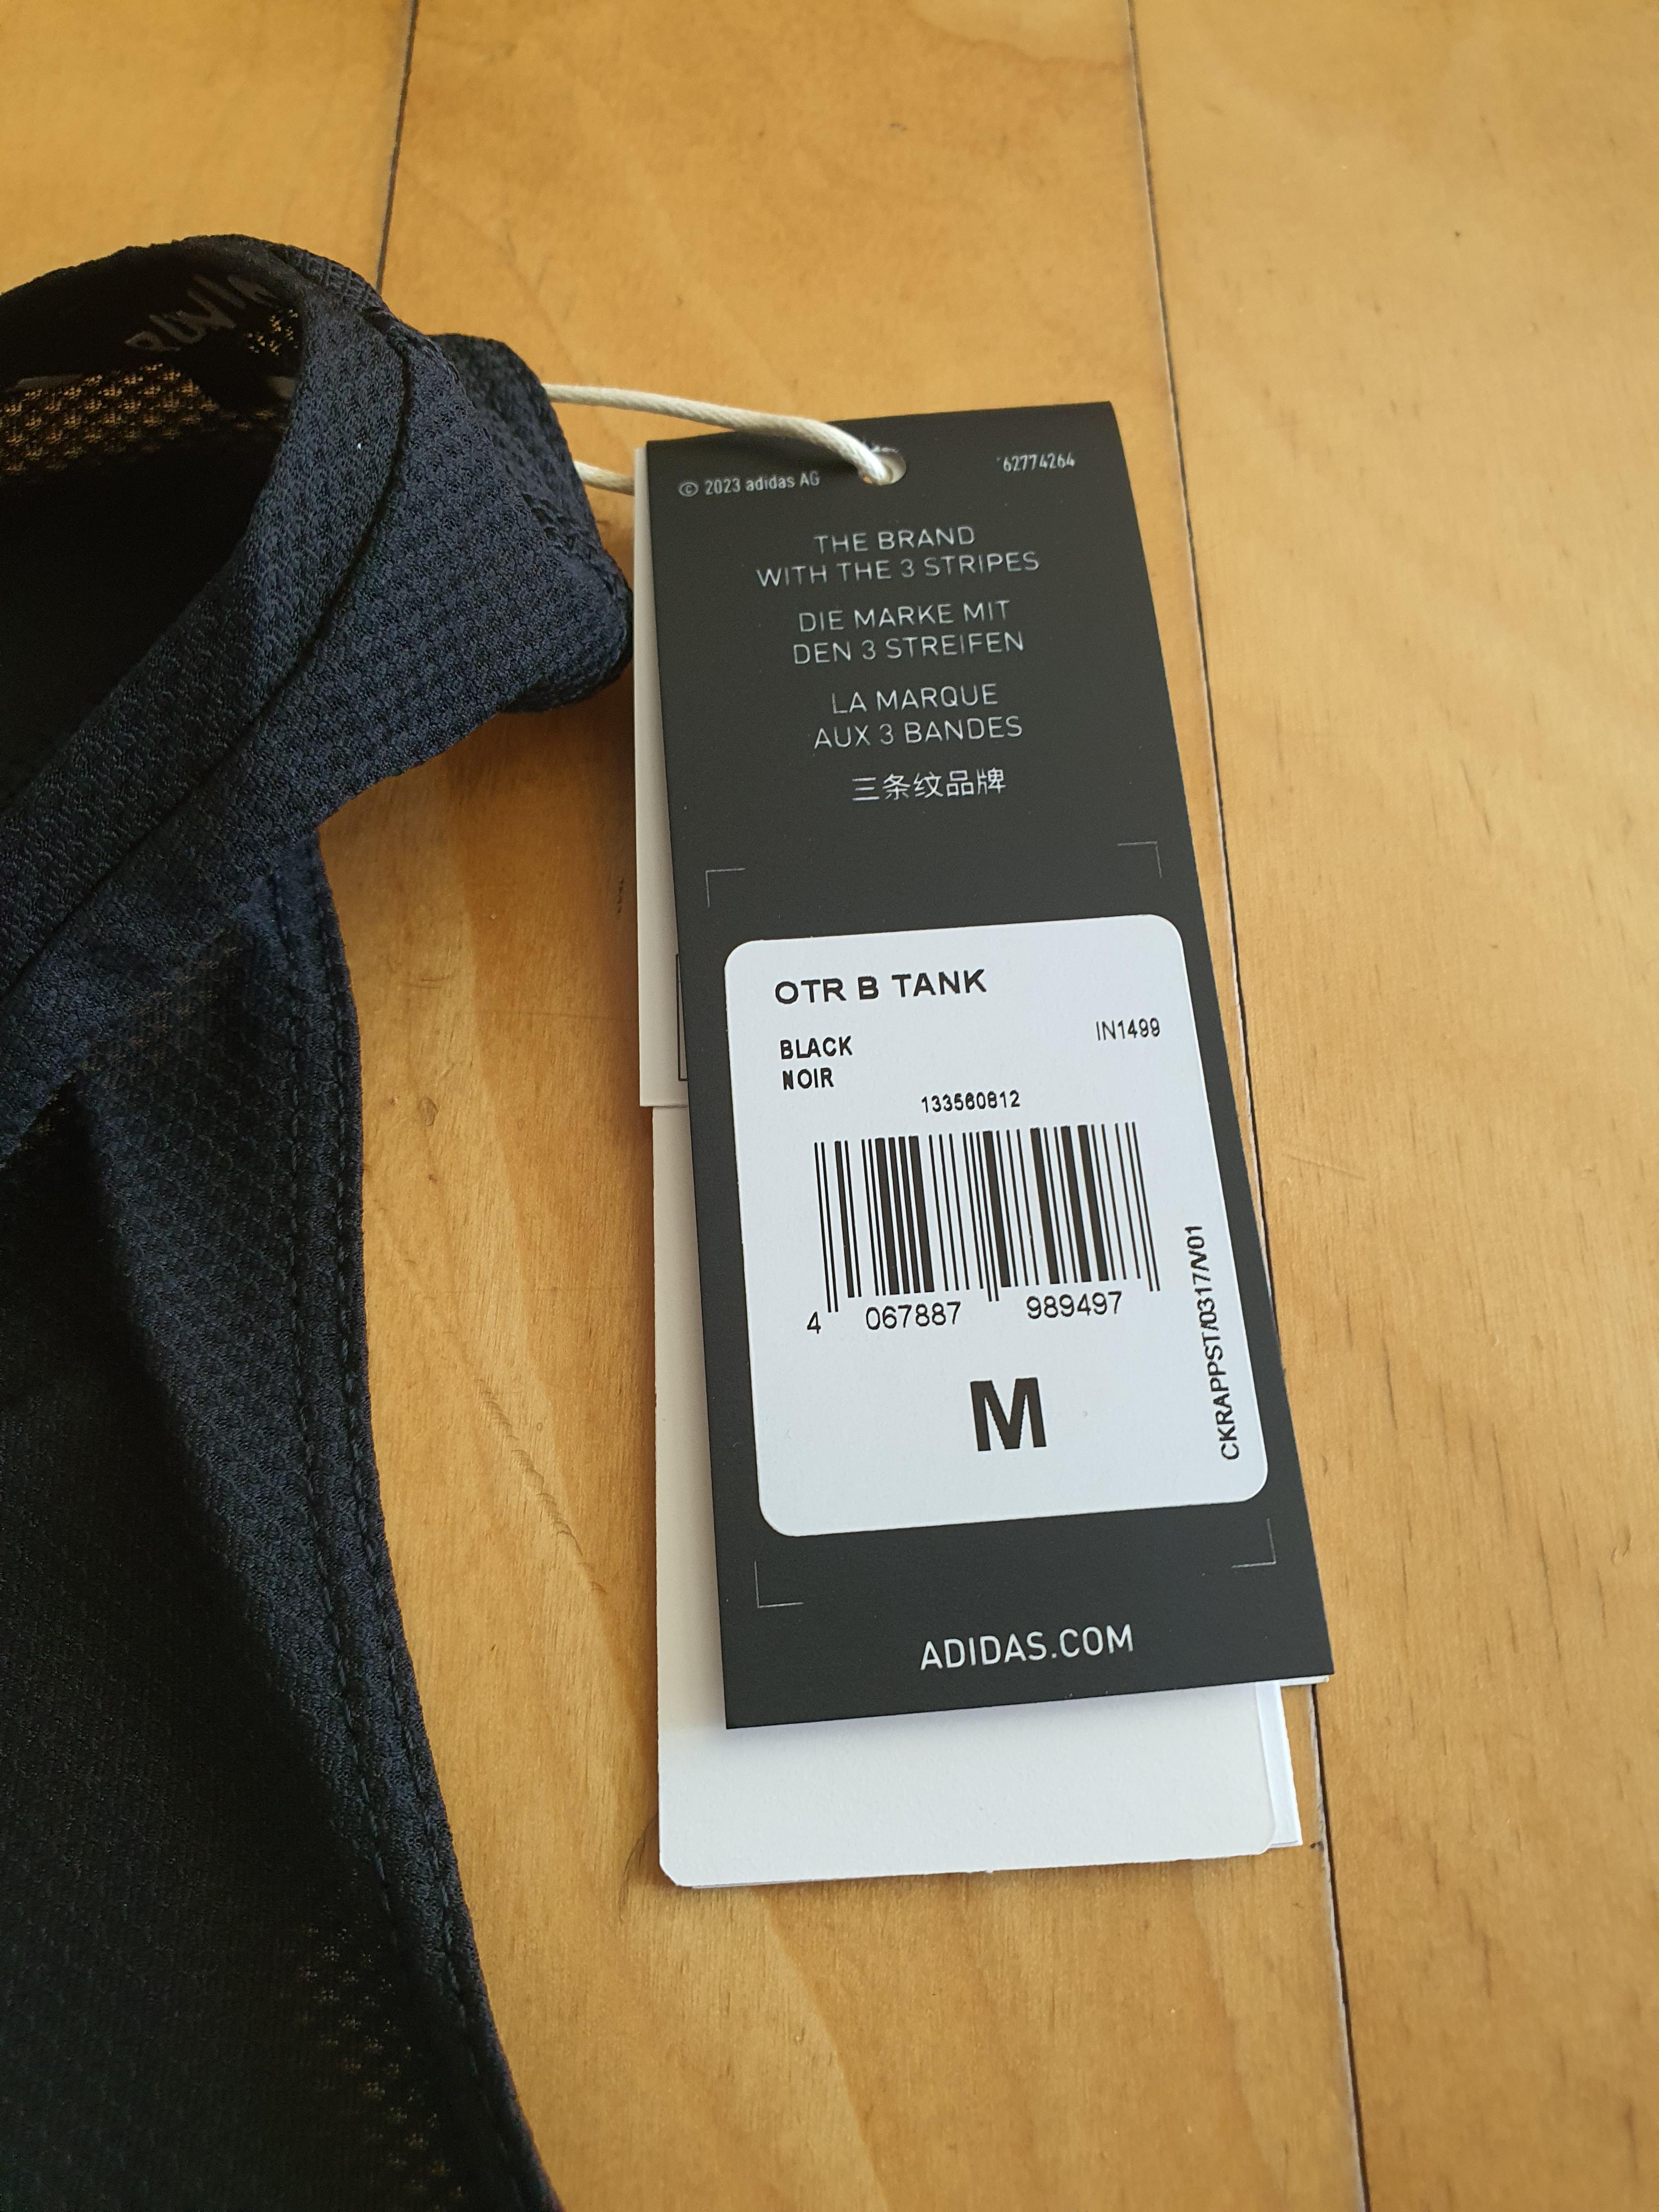 © 2023 adidas AG
62774264
THE BRAND
WITH THE 3 STRIPES
DIE MARKE MIT
DEN 3 STREIFEN
LA MARQUE
AUX 3 BANDES
三条纹品牌
OTR B TANK
BLACK
IN1499
NOIR
133560812
4 067887 989497
M
CKRAPPST/0317/V01
ADIDAS.COM